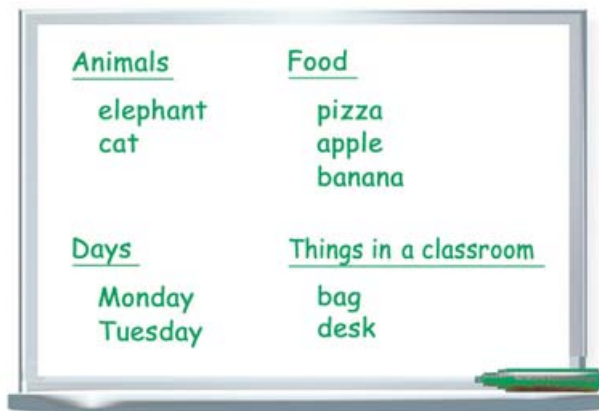 Animals
elephant
cat
Food
pizza
apple
banana
Days
Monday
Tuesday
Things in a classroom
bag
desk